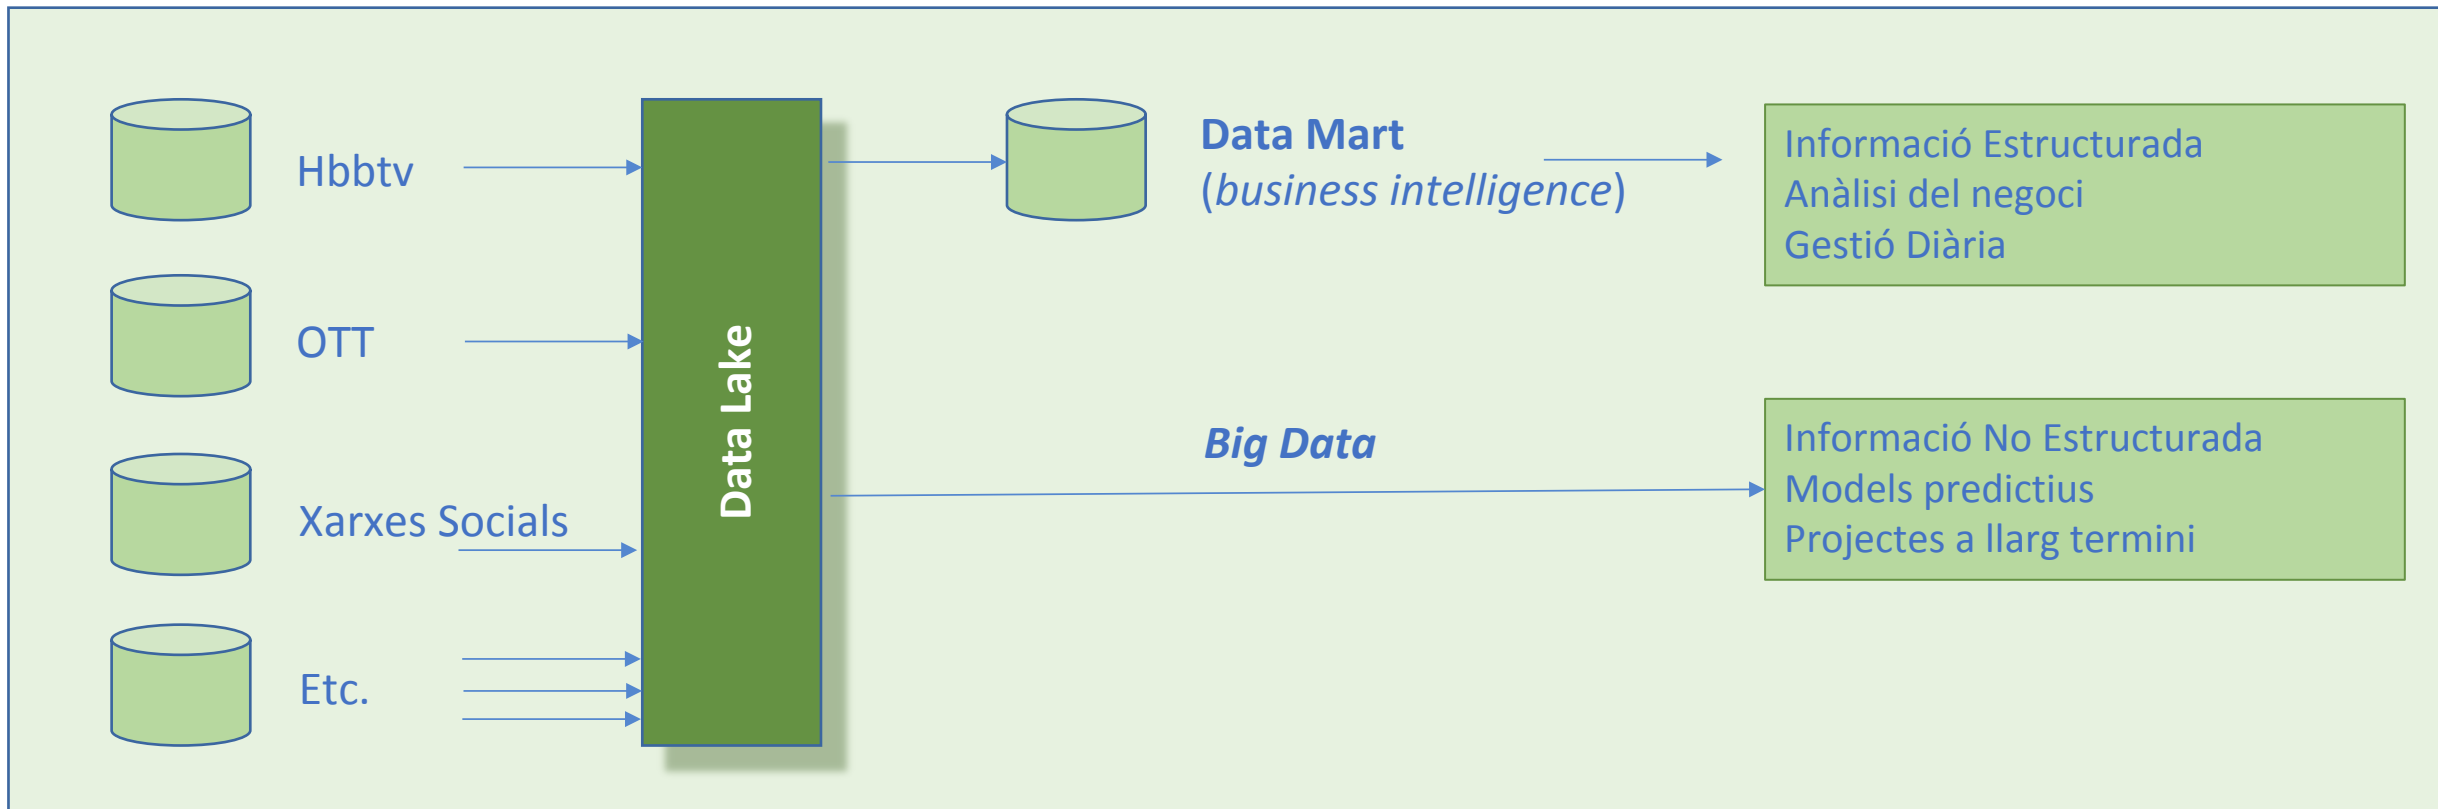 Hbbtv
OTT
Xarxes Socials
Etc.
Data Lake
Data Mart
(business intelligence)
Big Data
Informació Estructurada
Anàlisi del negoci
Gestió Diària
Informació No Estructurada
Models predictius
Projectes a llarg termini